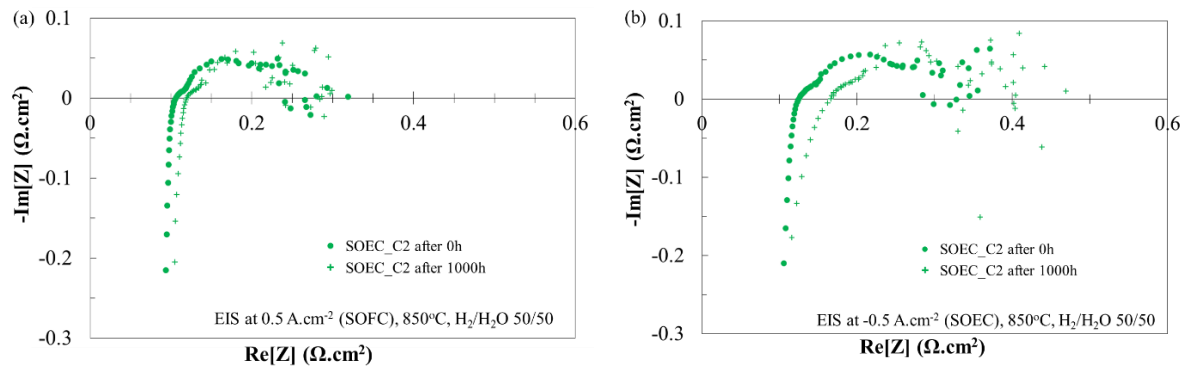 (a)
0.1
0
-0.1
-0.2
-0.3
0
0.2
0.4
0.6
-Im[Z] (Ω.cm²)
SOEC_C2 after 0h
SOEC_C2 after 1000h
EIS at 0.5 A.cm⁻² (SOFC), 850°C, H₂/H₂O 50/50
Re[Z] (Ω.cm²)
(b)
0.1
0
-0.1
-0.2
-0.3
0
0.2
0.4
0.6
-Im[Z] (Ω.cm²)
SOEC_C2 after 0h
SOEC_C2 after 1000h
EIS at -0.5 A.cm⁻² (SOEC), 850°C, H₂/H₂O 50/50
Re[Z] (Ω.cm²)